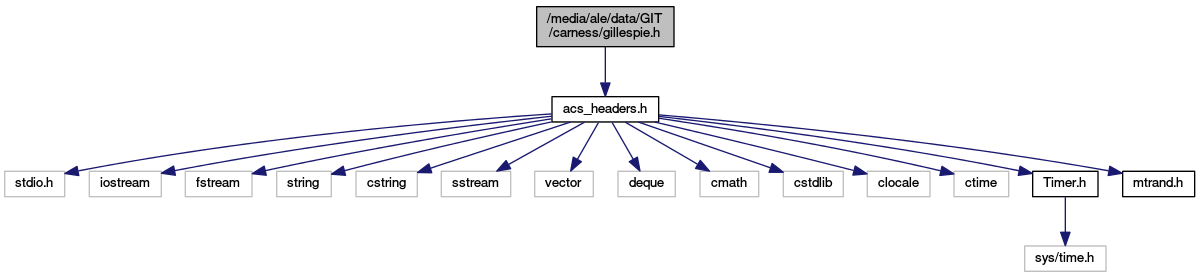 /media/ale/data/GIT
/carness/gillespie.h
acs_headers.h
stdio.h
iostream
fstream
string
cstring
sstream
vector
deque
cmath
cstdlib
clocale
ctime
Timer.h
mtrand.h
sys/time.h